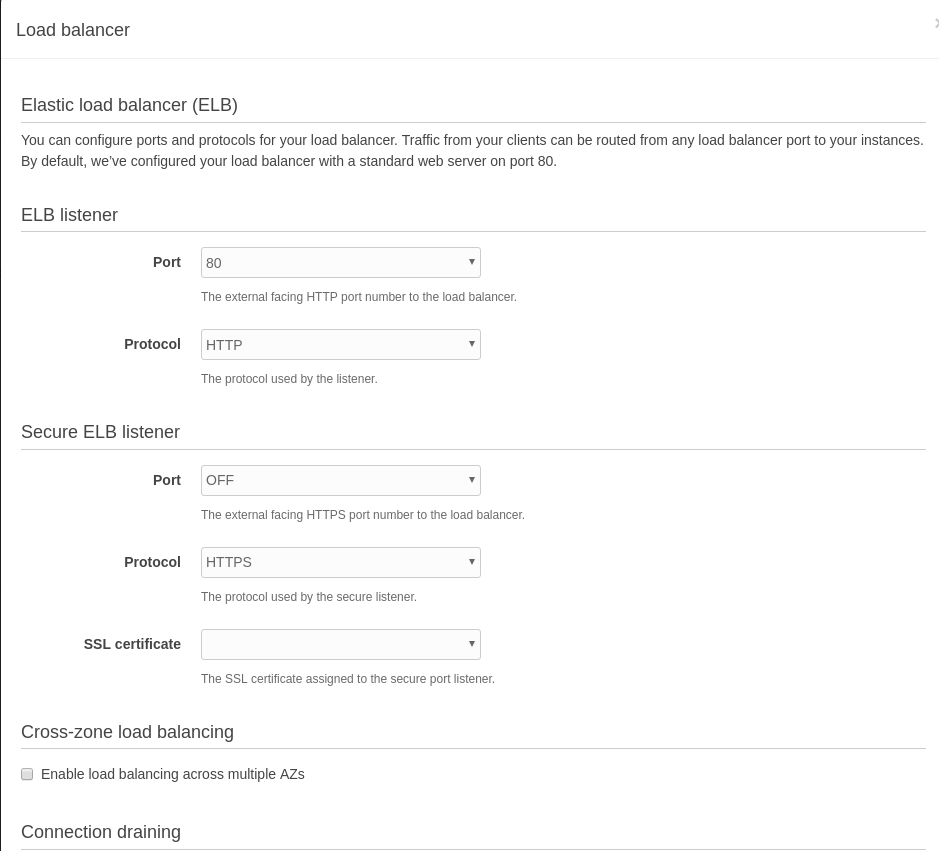 Load balancer
Elastic load balancer (ELB)
You can configure ports and protocols for your load balancer. Traffic from your clients can be routed from any load balancer port to your instances.
By default, we’ve configured your load balancer with a standard web server on port 80.
ELB listener
Port
80
The external facing HTTP port number to the load balancer.
Protocol
HTTP
The protocol used by the listener.
Secure ELB listener
Port
OFF
The external facing HTTPS port number to the load balancer.
Protocol
HTTPS
The protocol used by the secure listener.
SSL certificate
The SSL certificate assigned to the secure port listener.
Cross-zone load balancing
Enable load balancing across multiple AZs
Connection draining